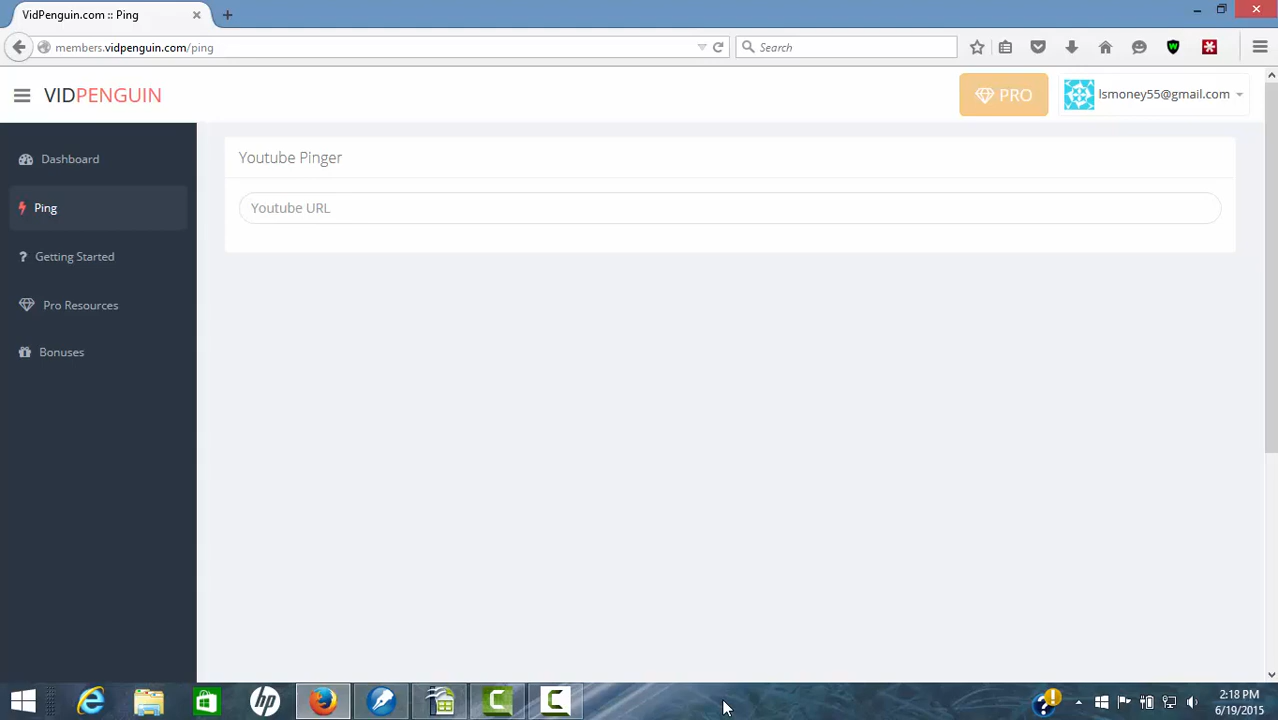 VidPenguin.com :: Ping
members.vidpenguin.com/ping
Search
VIDPENGUIN
PRO
lsmoney55@gmail.com
Dashboard
Ping
Getting Started
Pro Resources
Bonuses
Youtube Pinger
Youtube URL
2:18 PM
6/19/2015